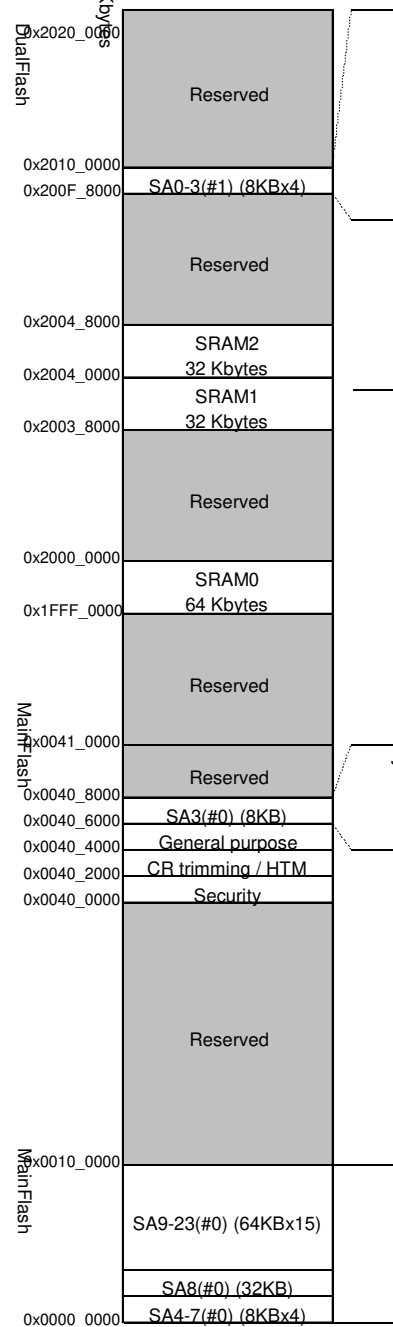 Kbytes
0x2020_0000
DualFlash
Reserved
0x2010_0000
SA0-3(#1) (8KBx4)
0x200F_8000
Reserved
0x2004_8000
SRAM2
32 Kbytes
0x2004_0000
SRAM1
32 Kbytes
0x2003_8000
Reserved
0x2000_0000
SRAM0
64 Kbytes
0x1FFF_0000
Reserved
MainFlash
0x0041_0000
Reserved
0x0040_8000
SA3(#0) (8KB)
0x0040_6000
General purpose
0x0040_4000
CR trimming / HTM
0x0040_2000
Security
0x0040_0000
Reserved
MainFlash
0x0010_0000
SA9-23(#0) (64KBx15)
SA8(#0) (32KB)
SA4-7(#0) (8KBx4)
0x0000_0000